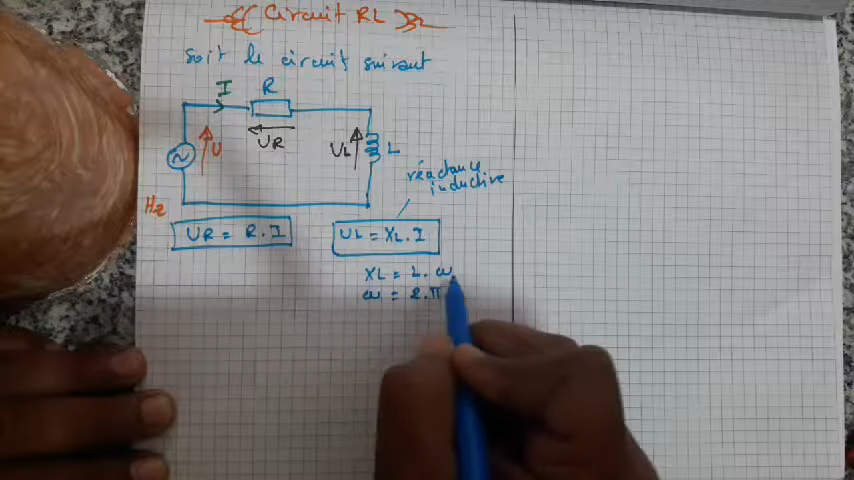 Circuit RL
soit le circuit suivant
I R
U UR UL L
réactance
inductive
Hz
UR = R.I UL = XL.I
XL = L.ω
ω = 2.π